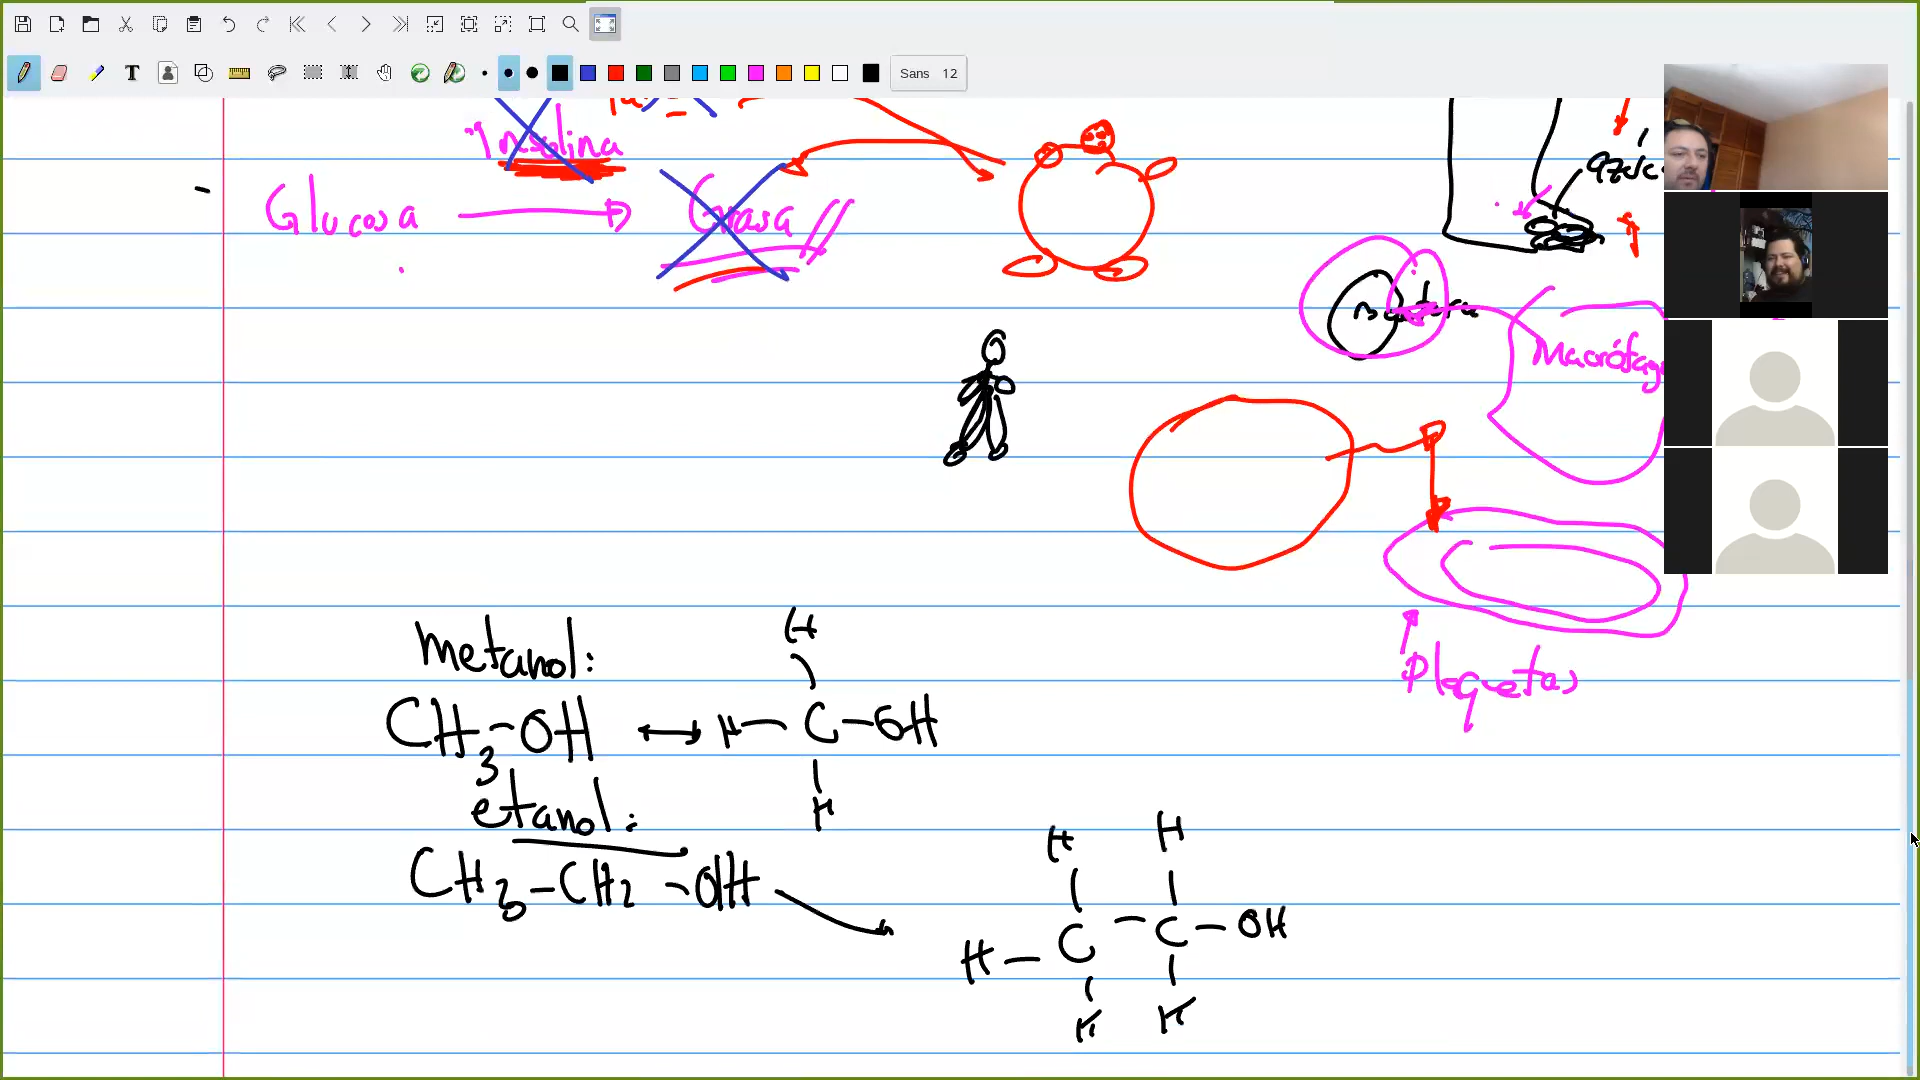 Sans 12
Insulina
Glucosa
Grasa
Macrófag
Plaquetas
metanol:
H
CH3-OH
H-C-OH
H
etanol:
CH3-CH2-OH
H H
H-C-C-OH
H H